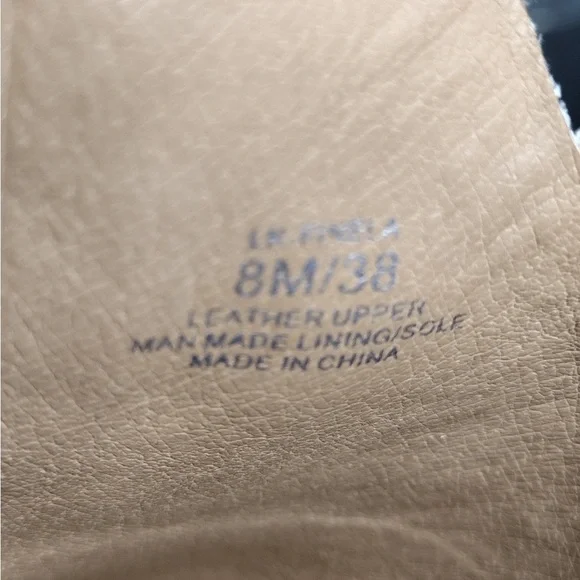 8M/38
LEATHER UPPER
MAN MADE LINING/SOLE
MADE IN CHINA